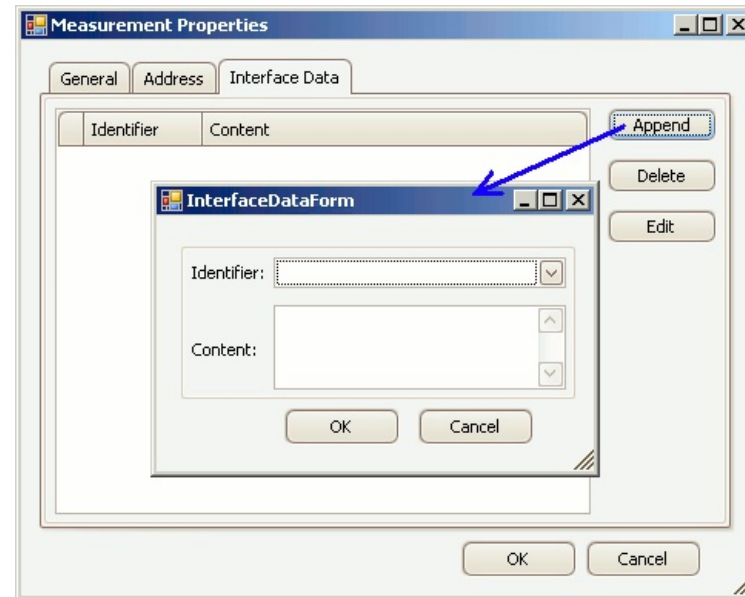 Measurement Properties
General Address Interface Data
Identifier Content
Append
Delete
Edit
InterfaceDataForm
Identifier:
Content:
OK Cancel
OK Cancel